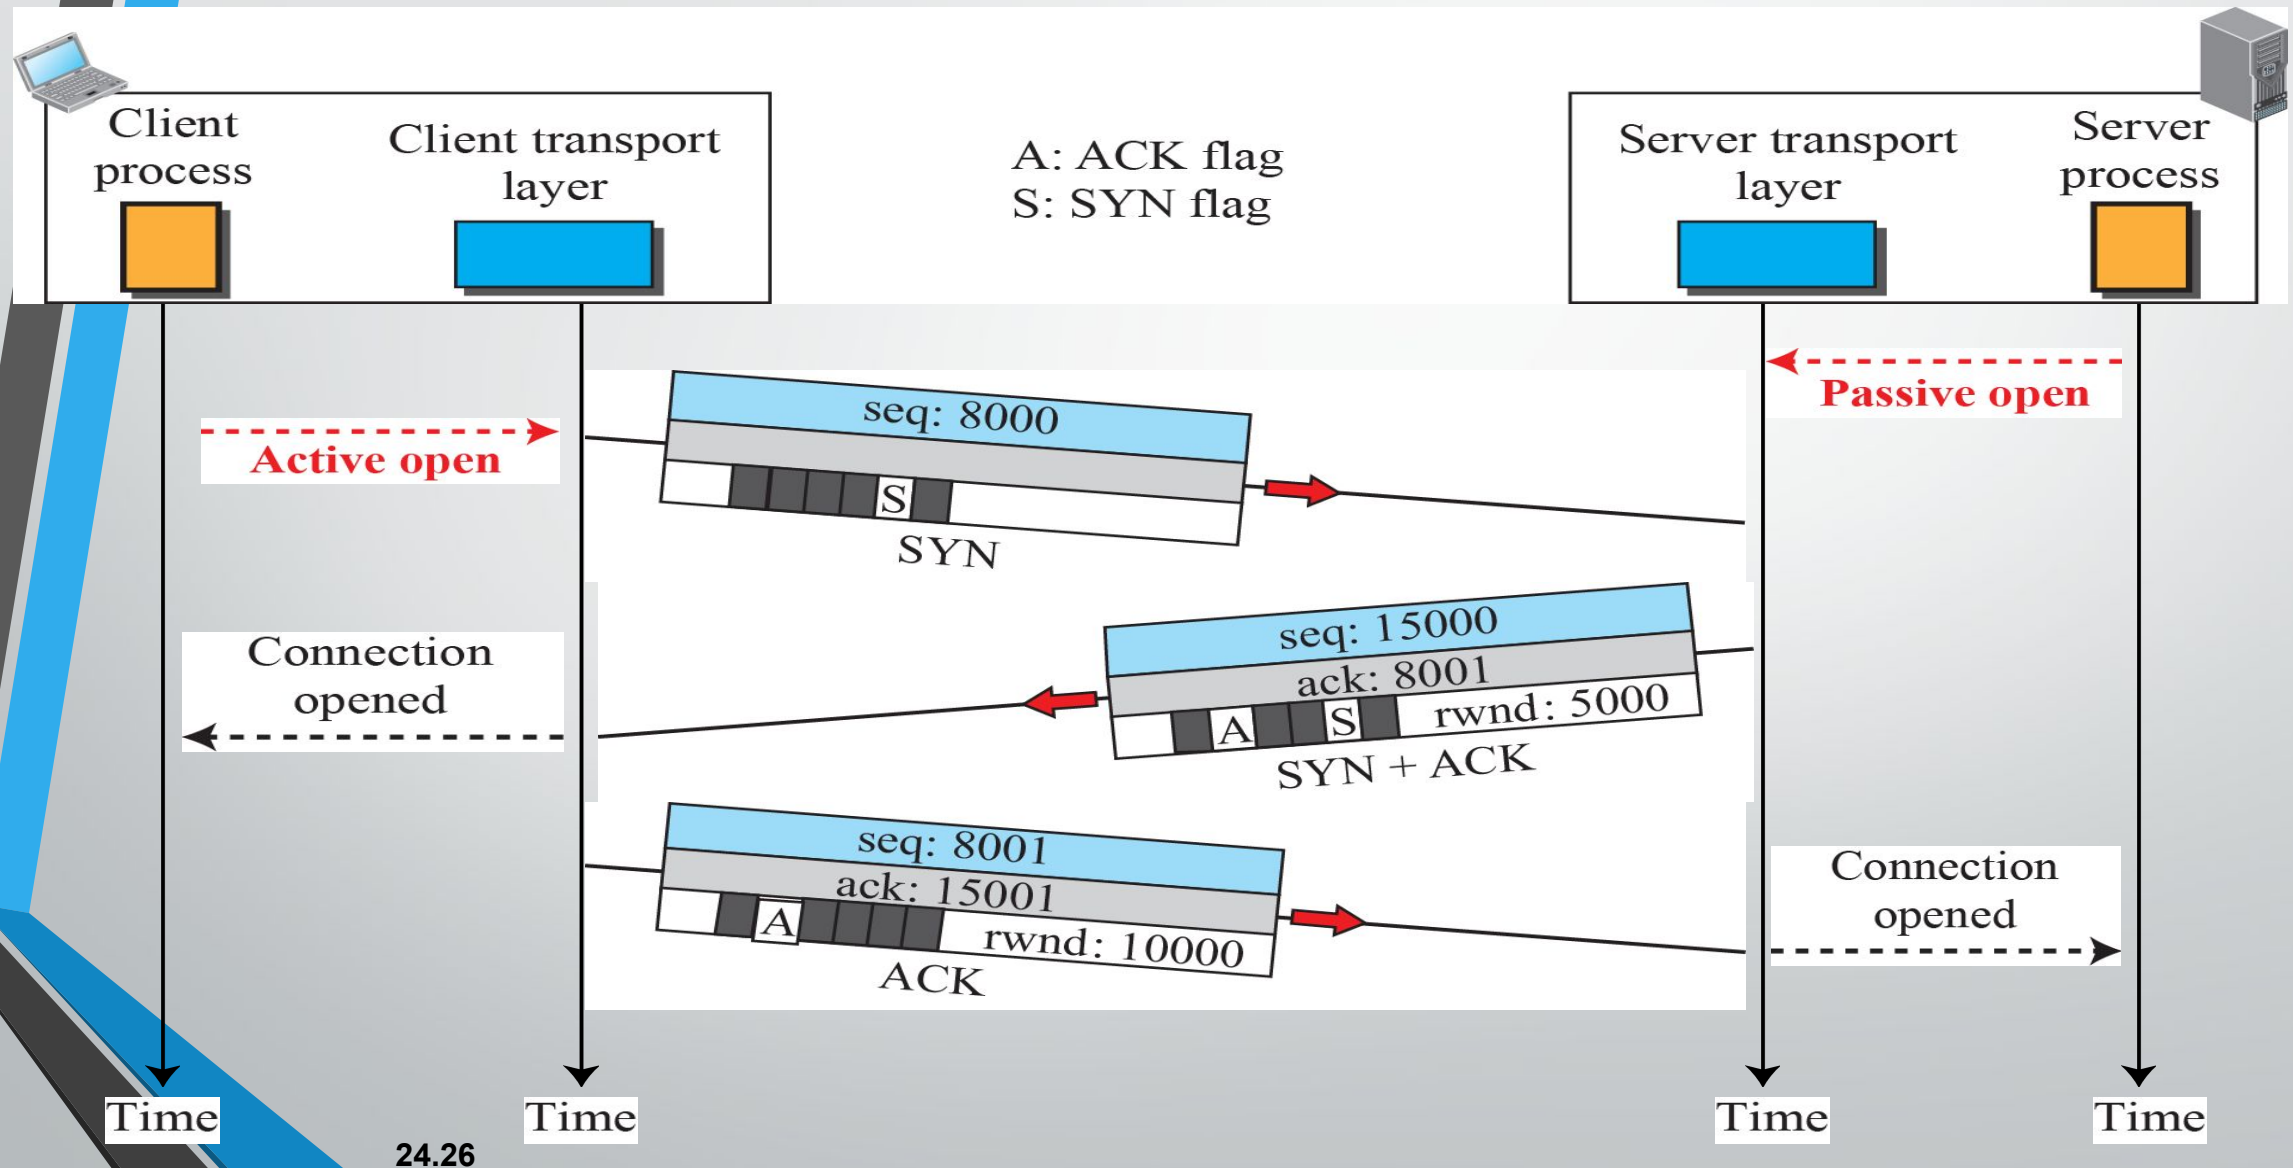 Client
process
Client transport
layer
A: ACK flag
S: SYN flag
Server transport
layer
Server
process
Passive open
Active open
seq: 8000
S
SYN
seq: 15000
ack: 8001
A
S
rwnd: 5000
SYN + ACK
Connection
opened
seq: 8001
ack: 15001
A
rwnd: 10000
ACK
Connection
opened
Time
Time
Time
Time
24.26